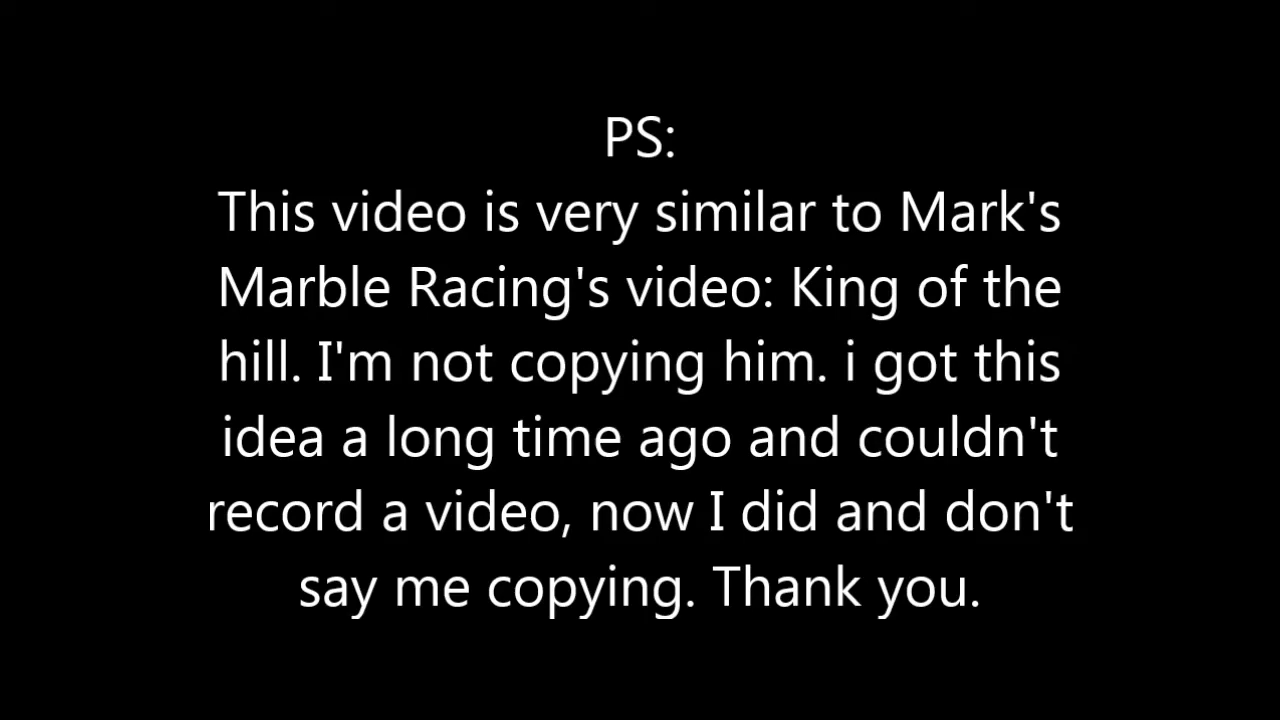 PS:
This video is very similar to Mark's
Marble Racing's video: King of the
hill. I'm not copying him. i got this
idea a long time ago and couldn't
record a video, now I did and don't
say me copying. Thank you.